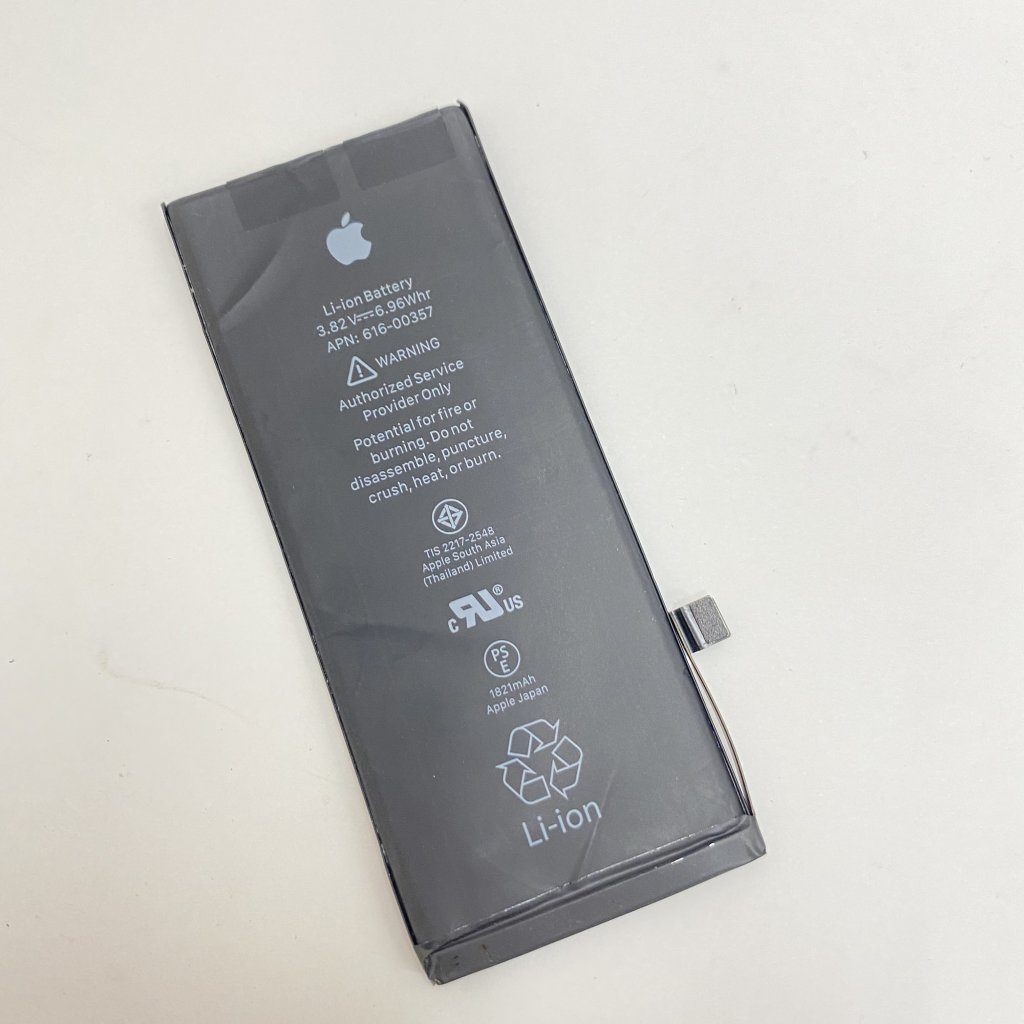 Li-ion Battery
3.82V⎓6.96Whr
APN: 616-00357
WARNING
Authorized Service
Provider Only
Potential for fire or
burning. Do not
disassemble, puncture,
crush, heat, or burn.
TIS 2217-2548
Apple South Asia
(Thailand) Limited
c RU® US
PS
E
1821mAh
Apple Japan
Li-ion